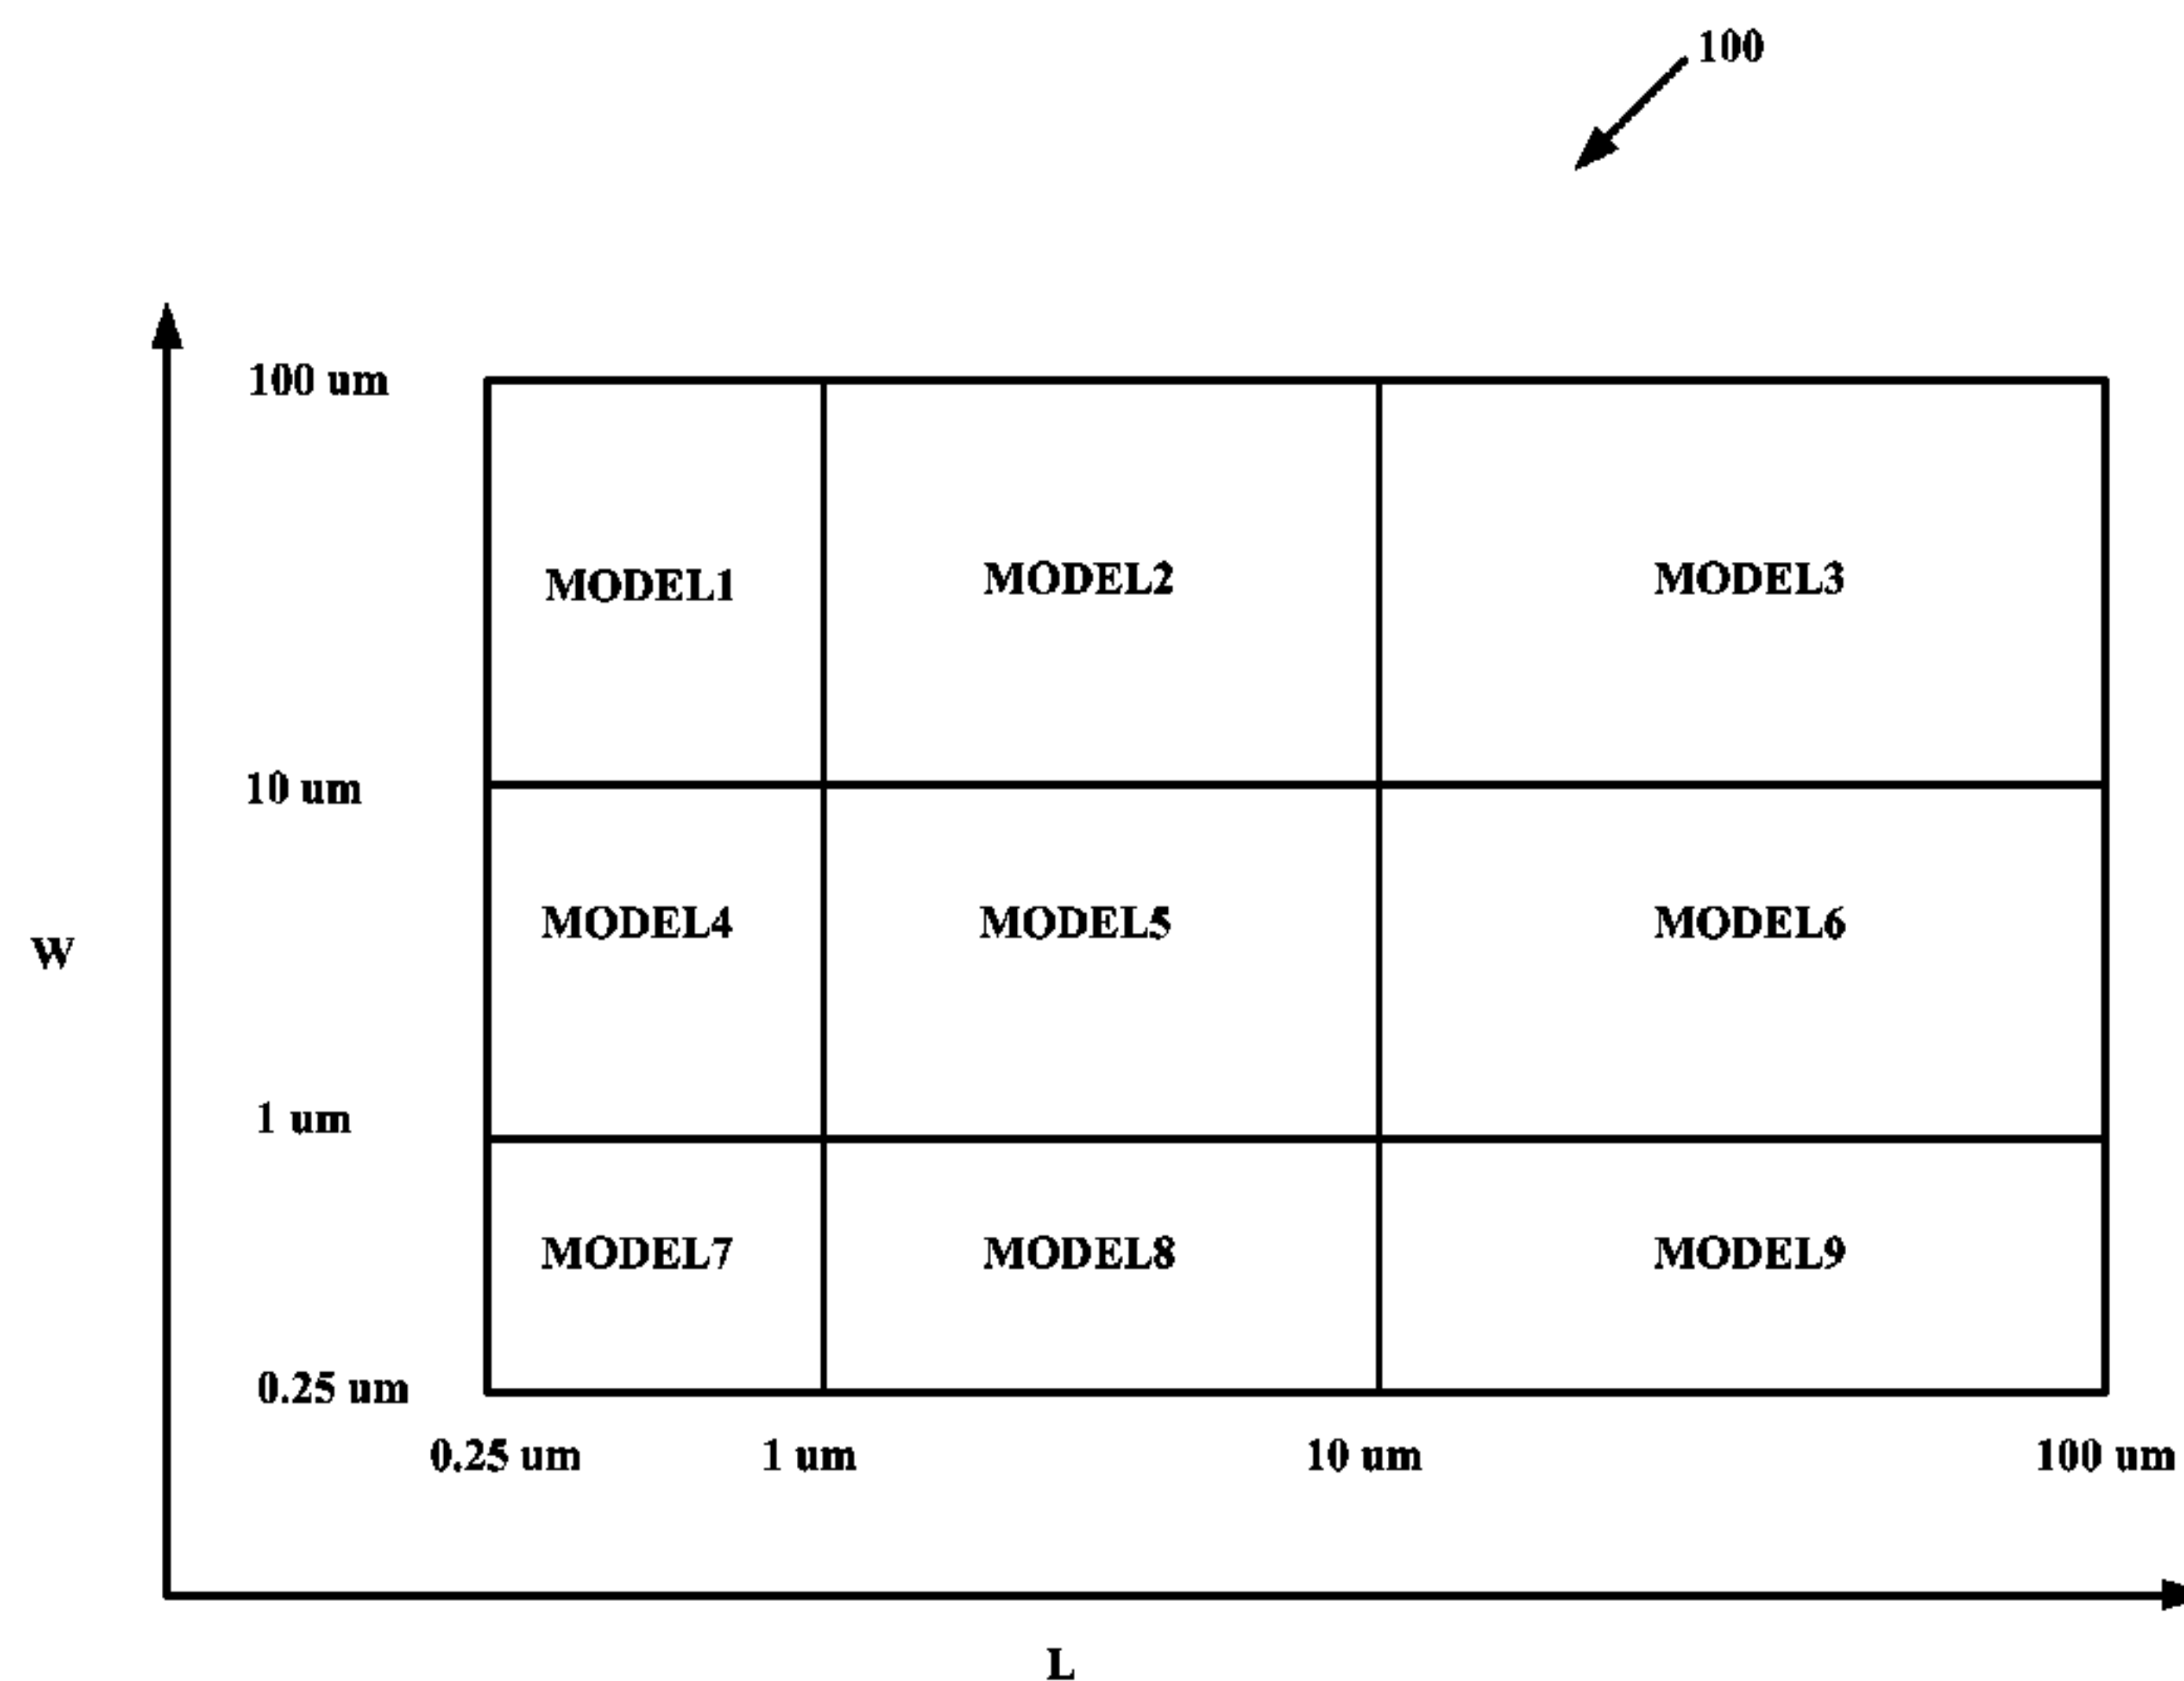 100
100 um
MODEL1 MODEL2 MODEL3
10 um
MODEL4 MODEL5 MODEL6
W
1 um
MODEL7 MODEL8 MODEL9
0.25 um
0.25 um 1 um 10 um 100 um
L